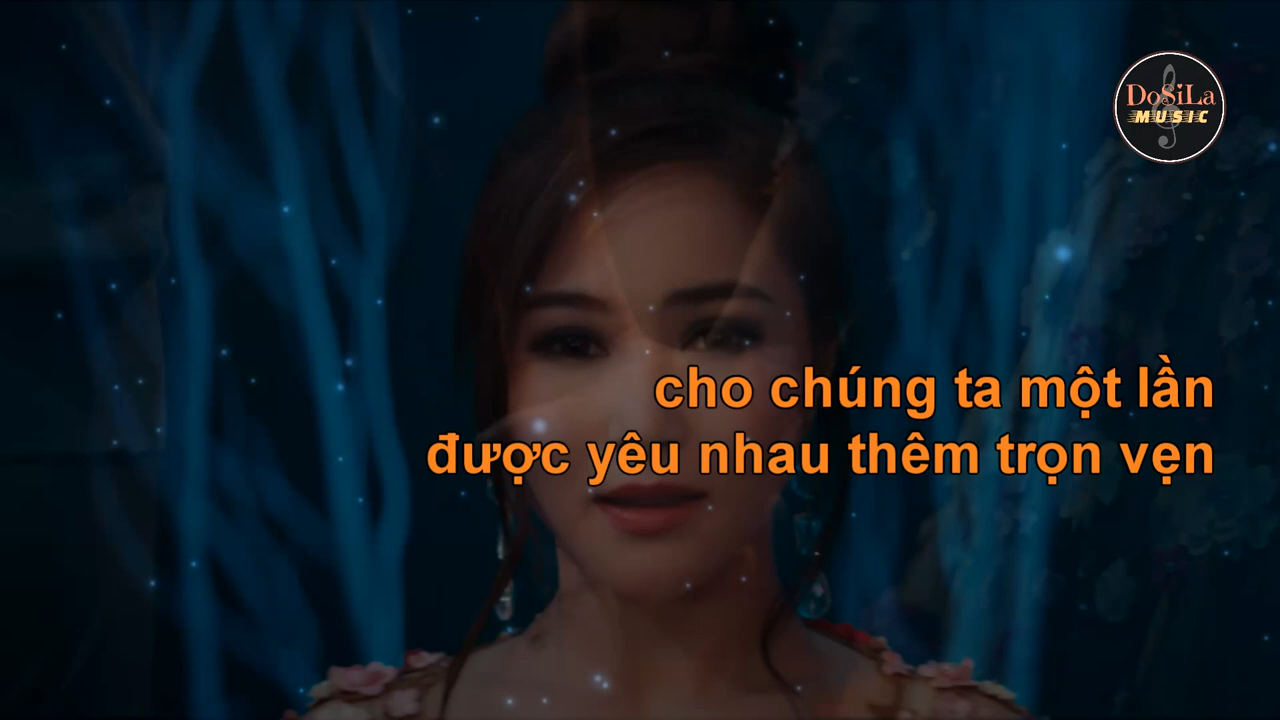 DoSiLa
MUSIC
cho chúng ta một lần
được yêu nhau thêm trọn vẹn